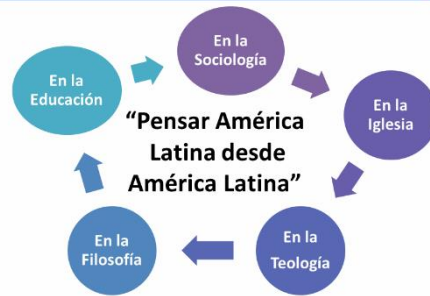 En la
Sociología
En la
Iglesia
En la
Teología
En la
Filosofía
En la
Educación
“Pensar América
Latina desde
América Latina”